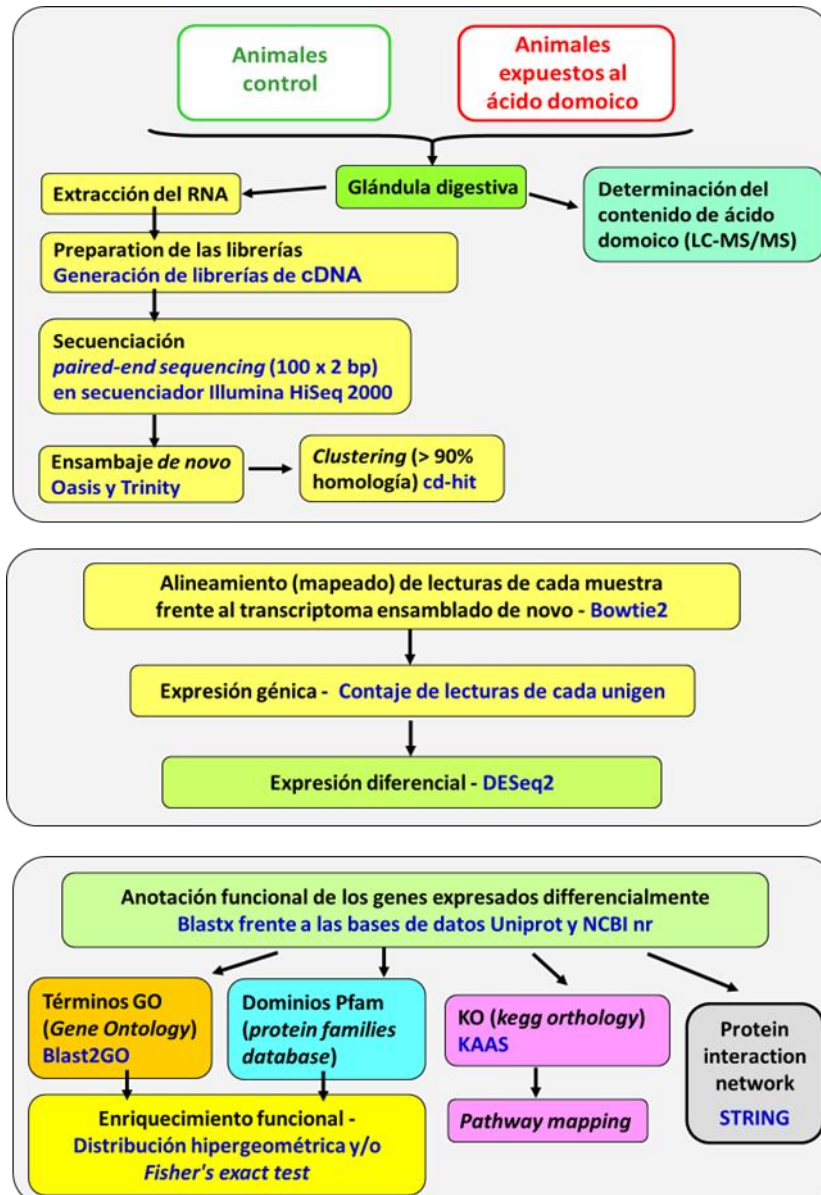 Animales
control
Animales
expuestos al
ácido domoico
Glándula digestiva
Extracción del RNA
Determinación del
contenido de ácido
domoico (LC-MS/MS)
Preparation de las librerías
Generación de librerías de cDNA
Secuenciación
paired-end sequencing (100 x 2 bp)
en secuenciador Illumina HiSeq 2000
Ensambaje de novo
Oasis y Trinity
Clustering (> 90%
homología) cd-hit
Alineamiento (mapeado) de lecturas de cada muestra
frente al transcriptoma ensamblado de novo - Bowtie2
Expresión génica - Contaje de lecturas de cada unigen
Expresión diferencial - DESeq2
Anotación funcional de los genes expresados differencialmente
Blastx frente a las bases de datos Uniprot y NCBI nr
Términos GO
(Gene Ontology)
Blast2GO
Dominios Pfam
(protein families
database)
KO (kegg orthology)
KAAS
Protein
interaction
network
STRING
Enriquecimiento funcional -
Distribución hipergeométrica y/o
Fisher's exact test
Pathway mapping